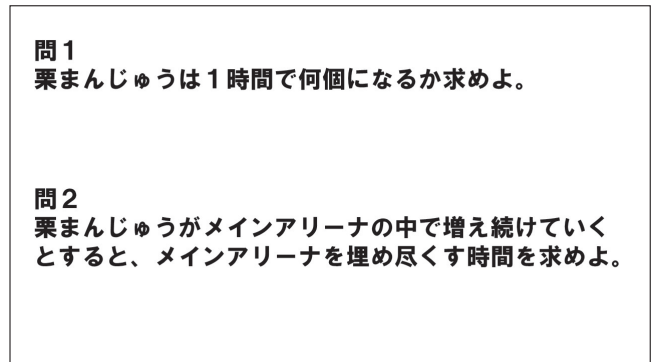 問１
栗まんじゅうは１時間で何個になるか求めよ。
問２
栗まんじゅうがメインアリーナの中で増え続けていく
とすると、メインアリーナを埋め尽くす時間を求めよ。